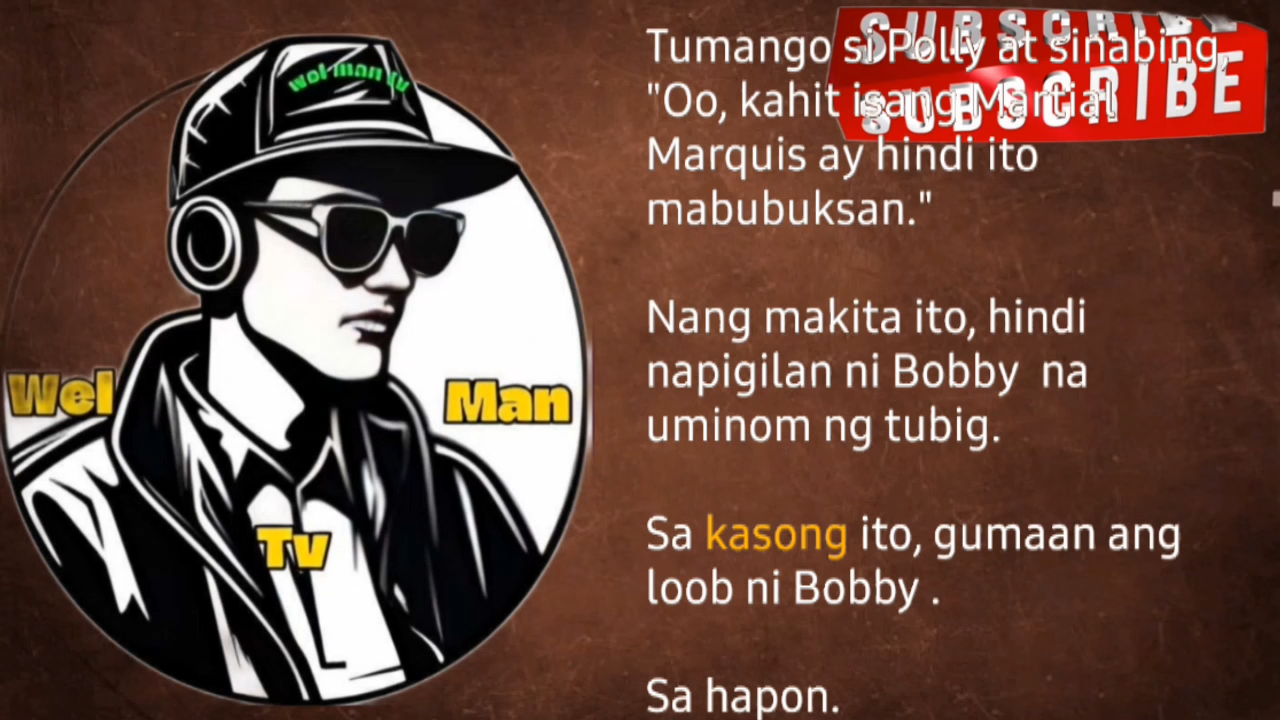 wel man tv
Wel
Man
Tv
SUBSCRIBE
SUBSCRIBE
Tumango si Polly at sinabing,
"Oo, kahit isang Martial
Marquis ay hindi ito
mabubuksan."
Nang makita ito, hindi
napigilan ni Bobby na
uminom ng tubig.
Sa kasong ito, gumaan ang
loob ni Bobby .
Sa hapon.